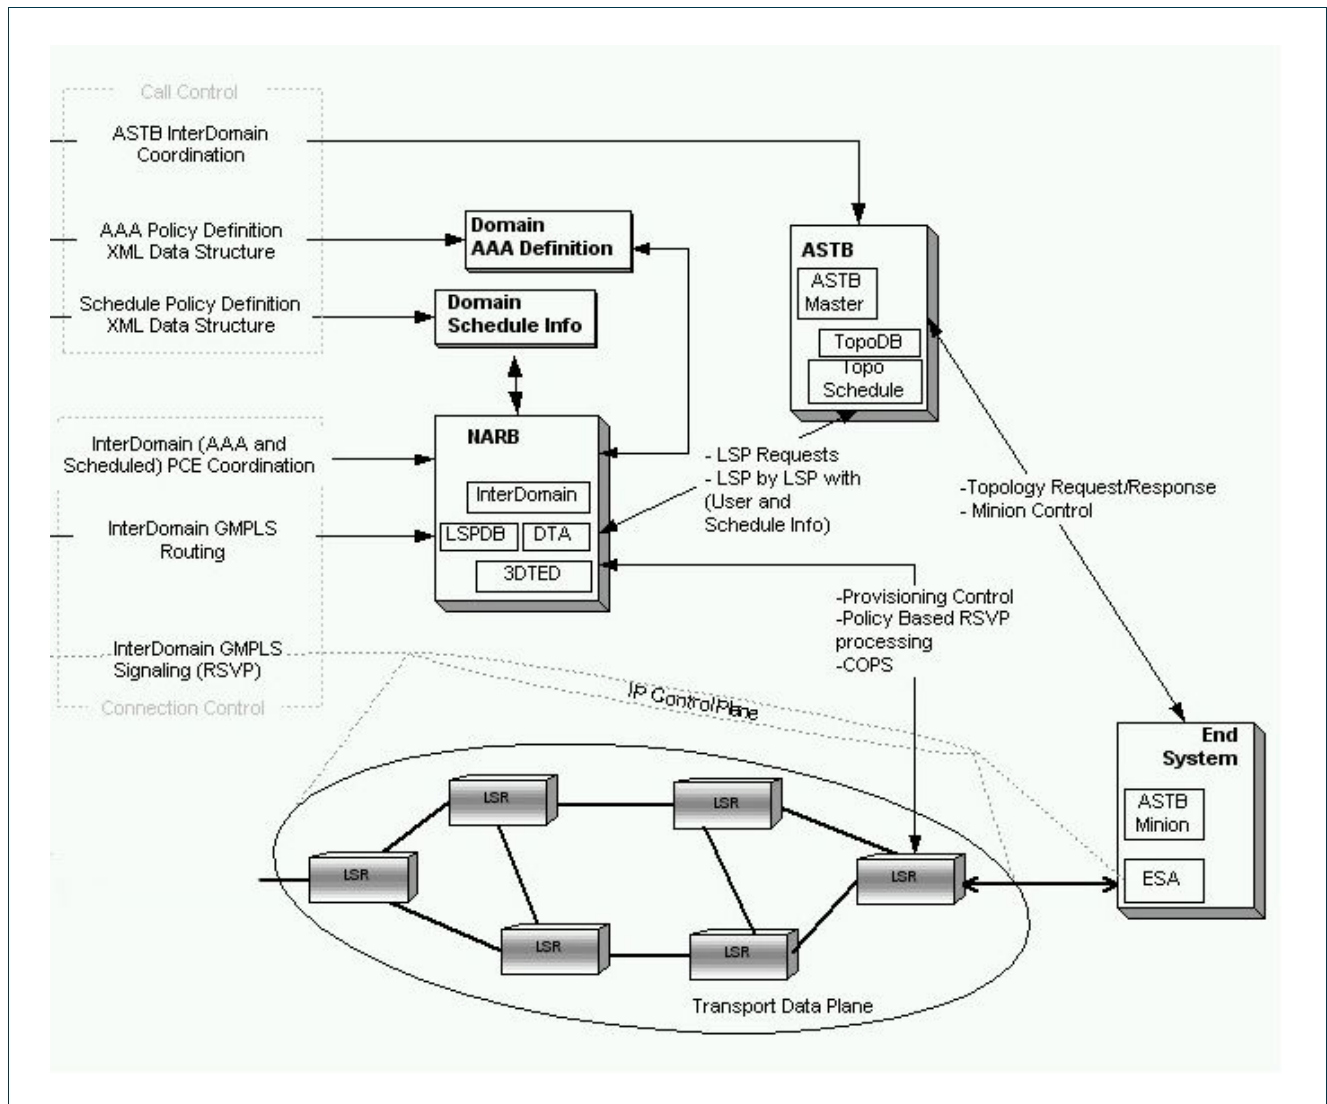 Call Control
ASTB InterDomain
Coordination
AAA Policy Definition
XML Data Structure
Schedule Policy Definition
XML Data Structure
Domain
AAA Definition
Domain
Schedule Info
ASTB
ASTB
Master
TopoDB
Topo
Schedule
InterDomain (AAA and
Scheduled) PCE Coordination
InterDomain GMPLS
Routing
InterDomain GMPLS
Signaling (RSVP)
Connection Control
NARB
InterDomain
LSPDB
DTA
3DTED
- LSP Requests
- LSP by LSP with
(User and
Schedule Info)
-Topology Request/Response
- Minion Control
-Provisioning Control
-Policy Based RSVP
processing
-COPS
IP ControlPlane
End
System
ASTB
Minion
ESA
LSR
LSR
LSR
LSR
LSR
LSR
Transport Data Plane